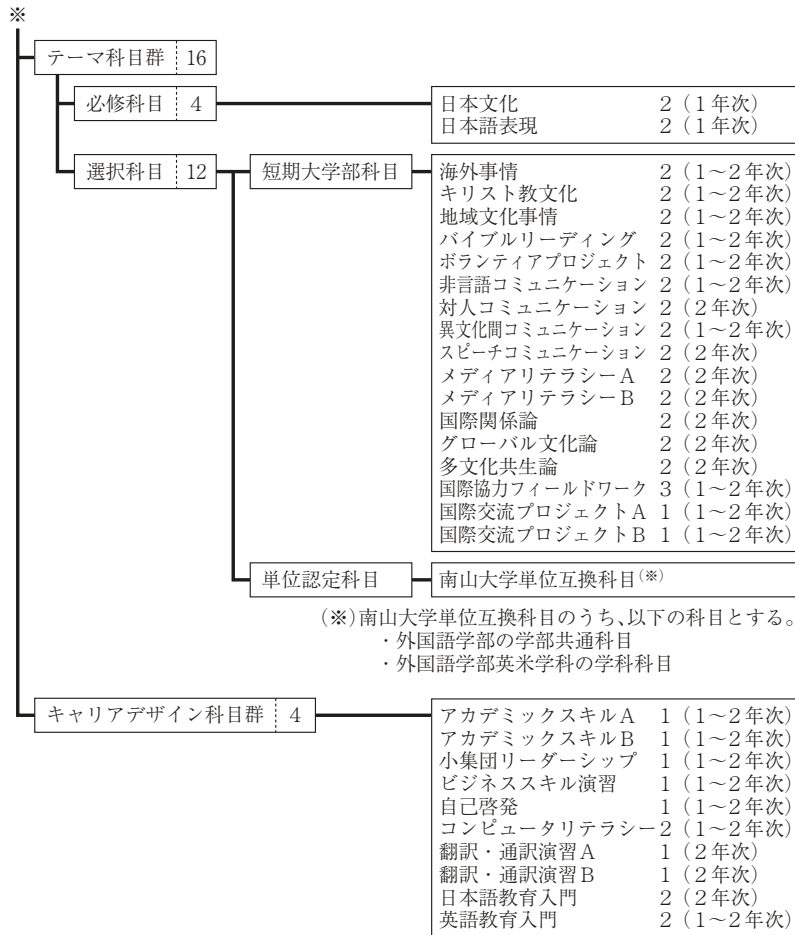 ※
テーマ科目群 16
必修科目 4
日本文化 2（1年次）
日本語表現 2（1年次）
選択科目 12
短期大学部科目
海外事情 2（1～2年次）
キリスト教文化 2（1～2年次）
地域文化事情 2（1～2年次）
バイブルリーディング 2（1～2年次）
ボランティアプロジェクト 2（1～2年次）
非言語コミュニケーション 2（1～2年次）
対人コミュニケーション 2（2年次）
異文化間コミュニケーション 2（1～2年次）
スピーチコミュニケーション 2（2年次）
メディアリテラシーA 2（2年次）
メディアリテラシーB 2（2年次）
国際関係論 2（2年次）
グローバル文化論 2（2年次）
多文化共生論 2（2年次）
国際協力フィールドワーク 3（1～2年次）
国際交流プロジェクトA 1（1～2年次）
国際交流プロジェクトB 1（1～2年次）
単位認定科目
南山大学単位互換科目(※)
(※)南山大学単位互換科目のうち、以下の科目とする。
・外国語学部の学部共通科目
・外国語学部英米学科の学科科目
キャリアデザイン科目群 4
アカデミックスキルA 1（1～2年次）
アカデミックスキルB 1（1～2年次）
小集団リーダーシップ 1（1～2年次）
ビジネススキル演習 1（1～2年次）
自己啓発 1（1～2年次）
コンピュータリテラシー 2（1～2年次）
翻訳・通訳演習A 1（2年次）
翻訳・通訳演習B 1（2年次）
日本語教育入門 2（2年次）
英語教育入門 2（1～2年次）